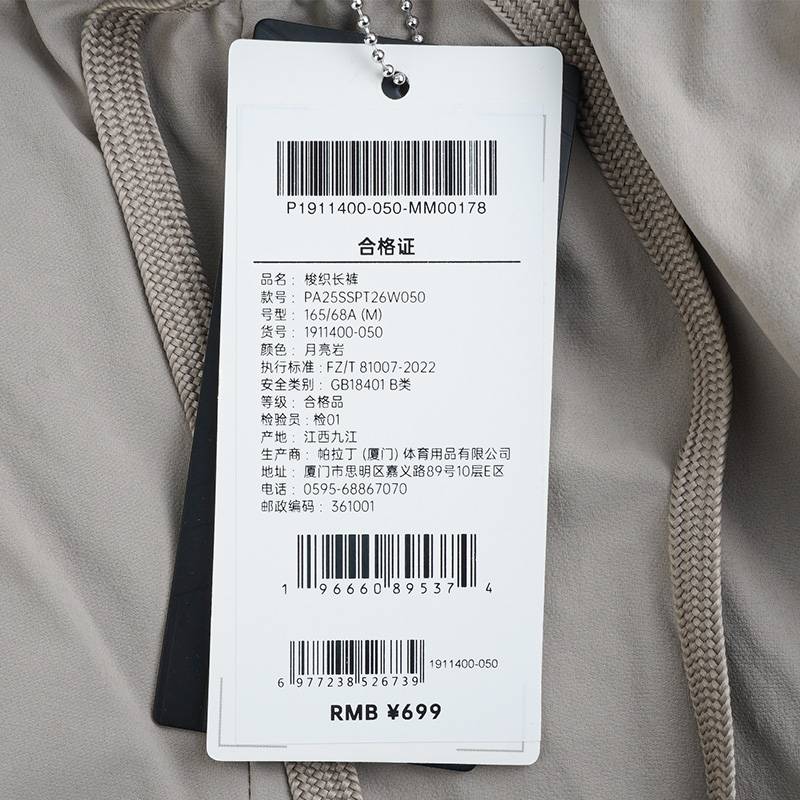 P1911400-050-MM00178
合格证
品名： 梭织长裤
款号： PA25SSPT26W050
号型： 165/68A (M)
货号： 1911400-050
颜色： 月亮岩
执行标准：FZ/T 81007-2022
安全类别： GB18401 B类
等级： 合格品
检验员：检01
产地： 江西九江
生产商： 帕拉丁 (厦门) 体育用品有限公司
地址： 厦门市思明区嘉义路89号10层E区
电话： 0595-68867070
邮政编码： 361001
1 96660 89537 4
1911400-050
6 977238 526739
RMB ¥699